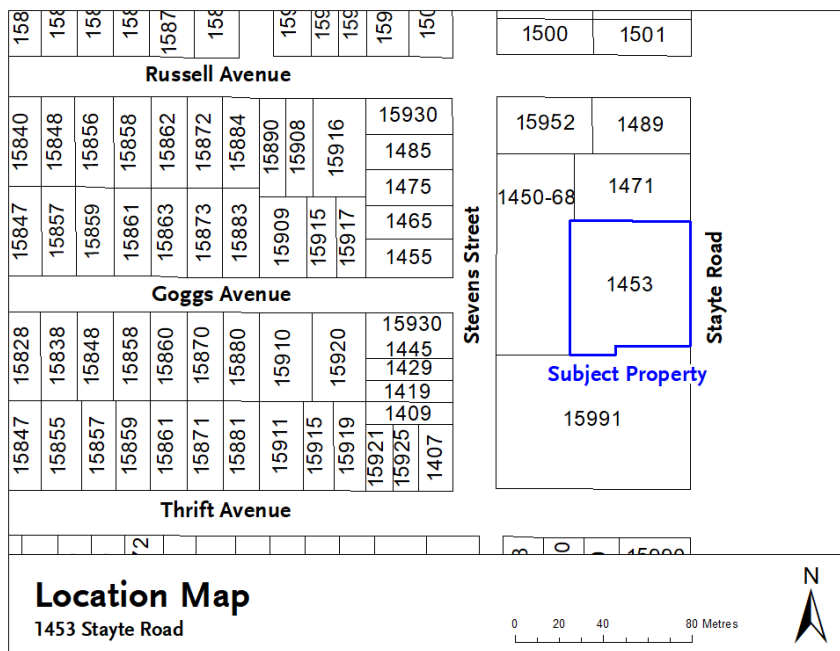 1500 1501
Russell Avenue
15840 15848 15856 15858 15862 15872 15884 15890 15908 15916 15930 15952 1489
1485
1475 1450-68 1471
15847 15857 15859 15861 15863 15873 15883 15909 15915 15917 1465
1455
Stevens Street
1453
Stayte Road
Goggs Avenue
15828 15838 15848 15858 15860 15870 15880 15910 15920 15930
1445
1429
Subject Property
1419
1409
15847 15855 15857 15859 15861 15871 15881 15911 15915 15919 15921 15925 1407 15991
Thrift Avenue
Location Map
1453 Stayte Road
N
0 20 40 80 Metres